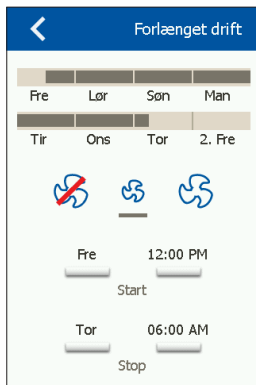 Forlænget drift
Fre Lør Søn Man
Tir Ons Tor 2. Fre
Fre 12:00 PM
Start
Tor 06:00 AM
Stop